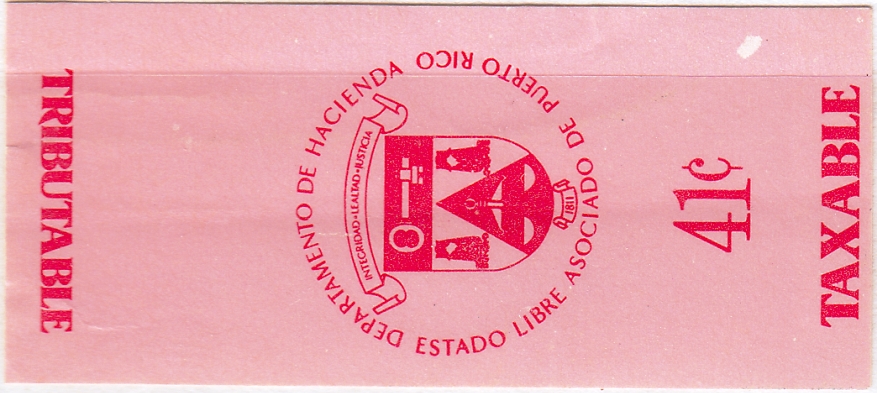 TRIBUTABLE
DEPARTAMENTO DE HACIENDA
INTEGRIDAD•LEALTAD•JUSTICIA
1811
ESTADO LIBRE ASOCIADO DE PUERTO RICO
41¢
TAXABLE